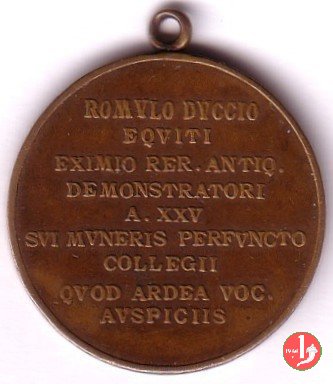 ROMVLO DVCCIO
EQVITI
EXIMIO RER. ANTIQ.
DEMONSTRATORI
A. XXV
SVI MVNERIS PERFVNCTO
COLLEGII
QVOD ARDEA VOC.
AVSPICIIS